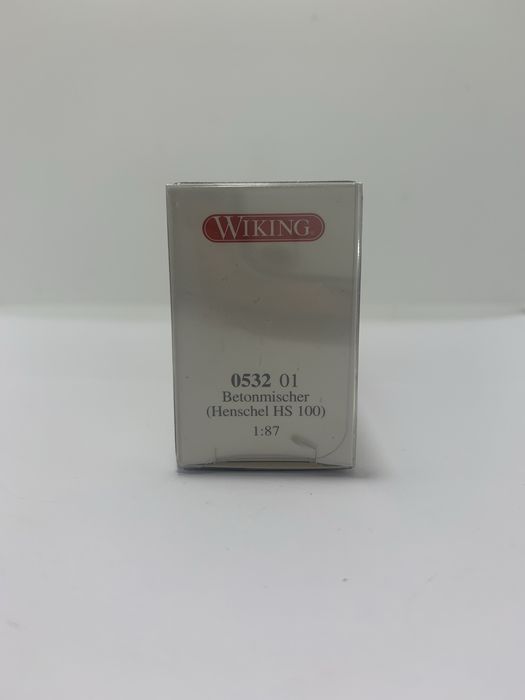 WIKING
0532 01
Betonmischer
(Henschel HS 100)
1:87